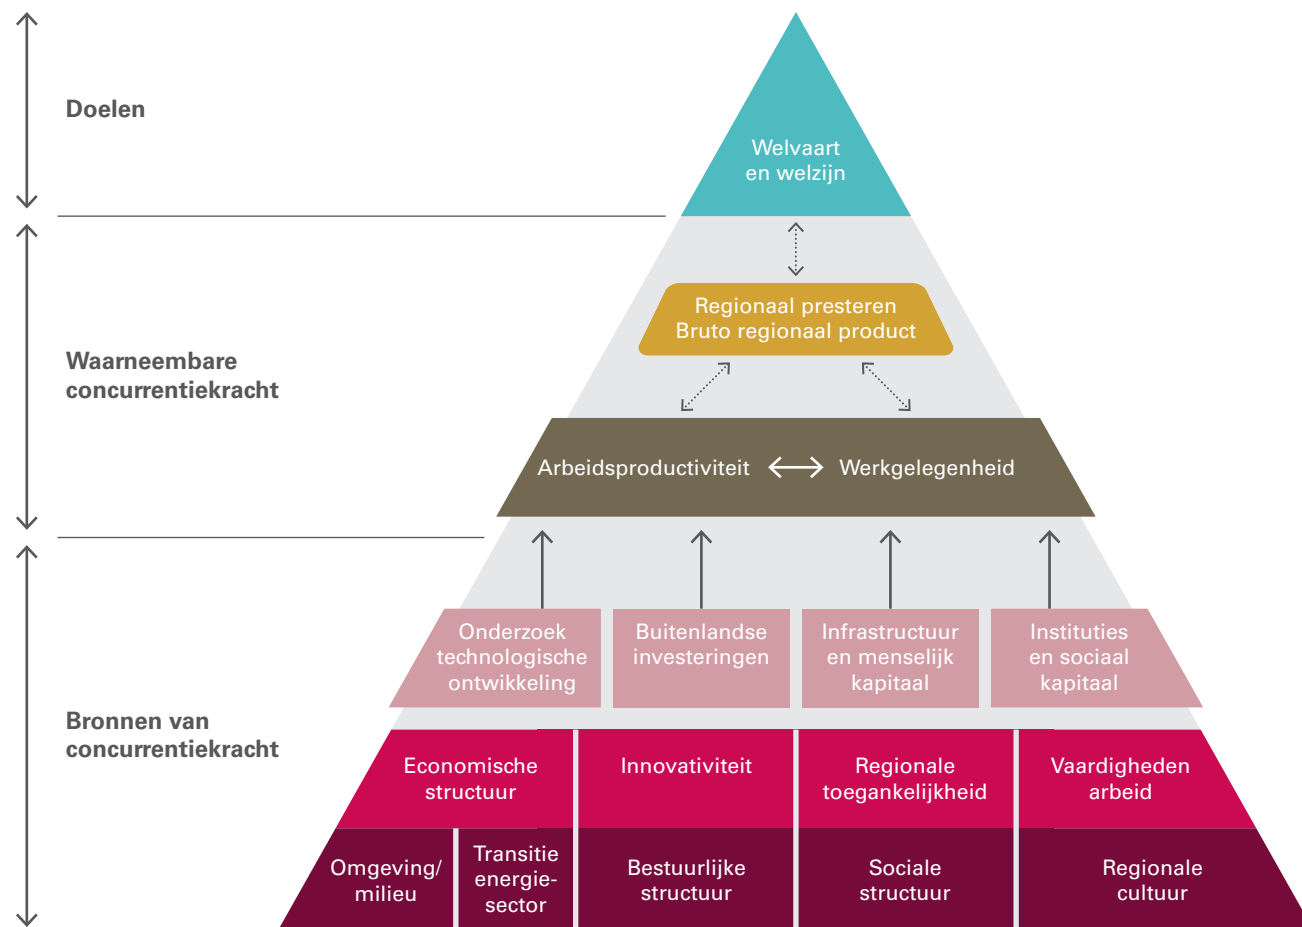 Doelen
Welvaart
en welzijn
Waarneembare
concurrentiekracht
Regionaal presteren
Bruto regionaal product
Arbeidsproductiviteit
Werkgelegenheid
Bronnen van
concurrentiekracht
Onderzoek
technologische
ontwikkeling
Buitenlandse
investeringen
Infrastructuur
en menselijk
kapitaal
Instituties
en sociaal
kapitaal
Economische
structuur
Innovativiteit
Regionale
toegankelijkheid
Vaardigheden
arbeid
Omgeving/
milieu
Transitie
energie-
sector
Bestuurlijke
structuur
Sociale
structuur
Regionale
cultuur